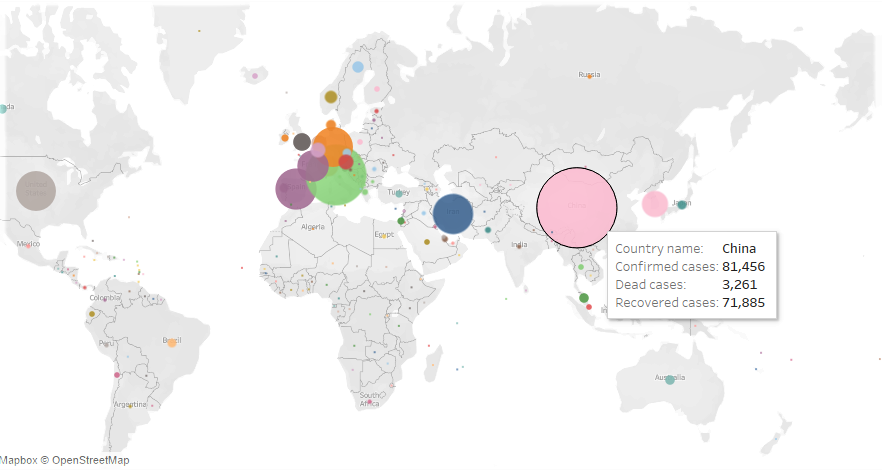 Russia
ada
Turkey
Japan
Mexico
Algeria
Egypt
India
Country name: China
Confirmed cases: 81,456
Dead cases: 3,261
Recovered cases: 71,885
Colombia
Peru
Brazil
Australia
South
Africa
Argentina
Mapbox © OpenStreetMap